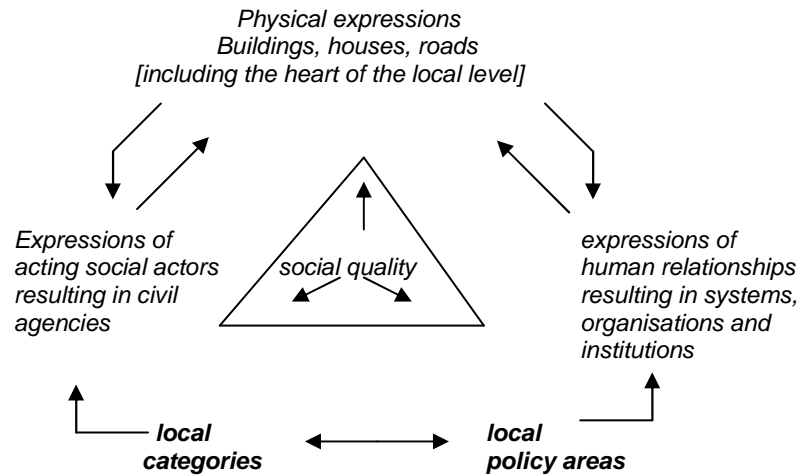 Physical expressions
Buildings, houses, roads
[including the heart of the local level]
Expressions of
acting social actors
resulting in civil
agencies
social quality
expressions of
human relationships
resulting in systems,
organisations and
institutions
local
categories
local
policy areas